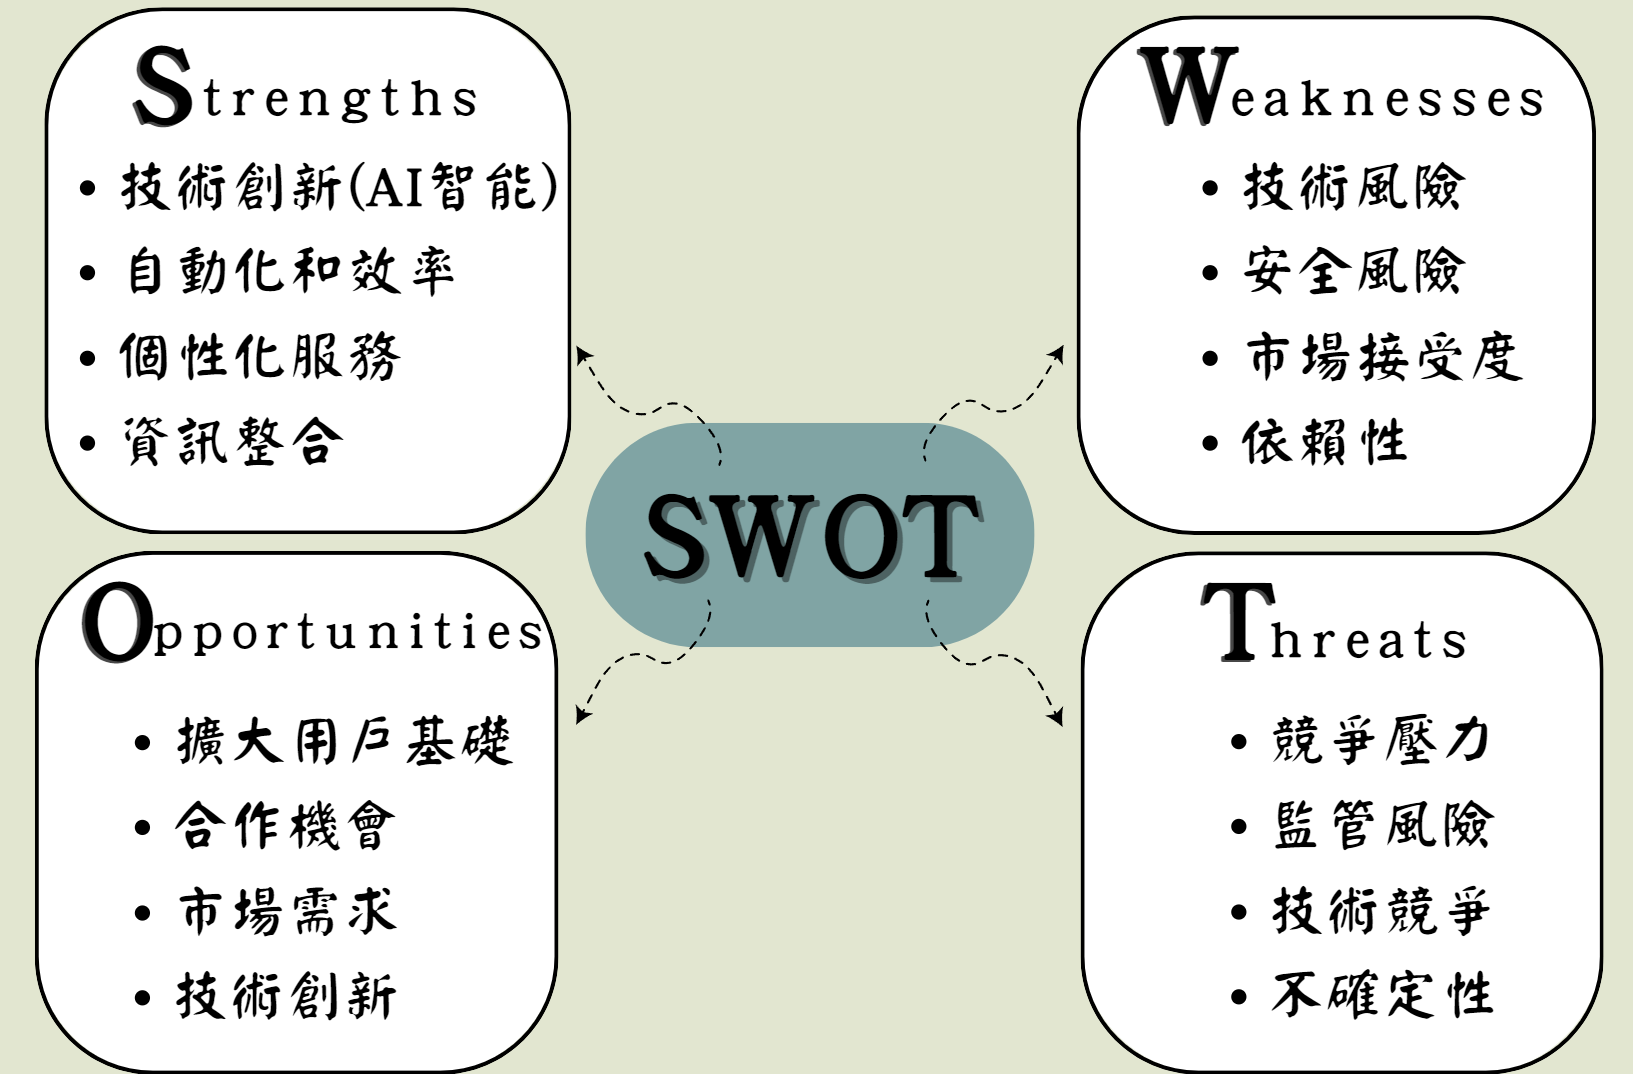 Strengths
• 技術創新(AI智能)
• 自動化和效率
• 個性化服務
• 資訊整合
Weaknesses
• 技術風險
• 安全風險
• 市場接受度
• 依賴性
SWOT
Opportunities
• 擴大用戶基礎
• 合作機會
• 市場需求
• 技術創新
Threats
• 競爭壓力
• 監管風險
• 技術競爭
• 不確定性